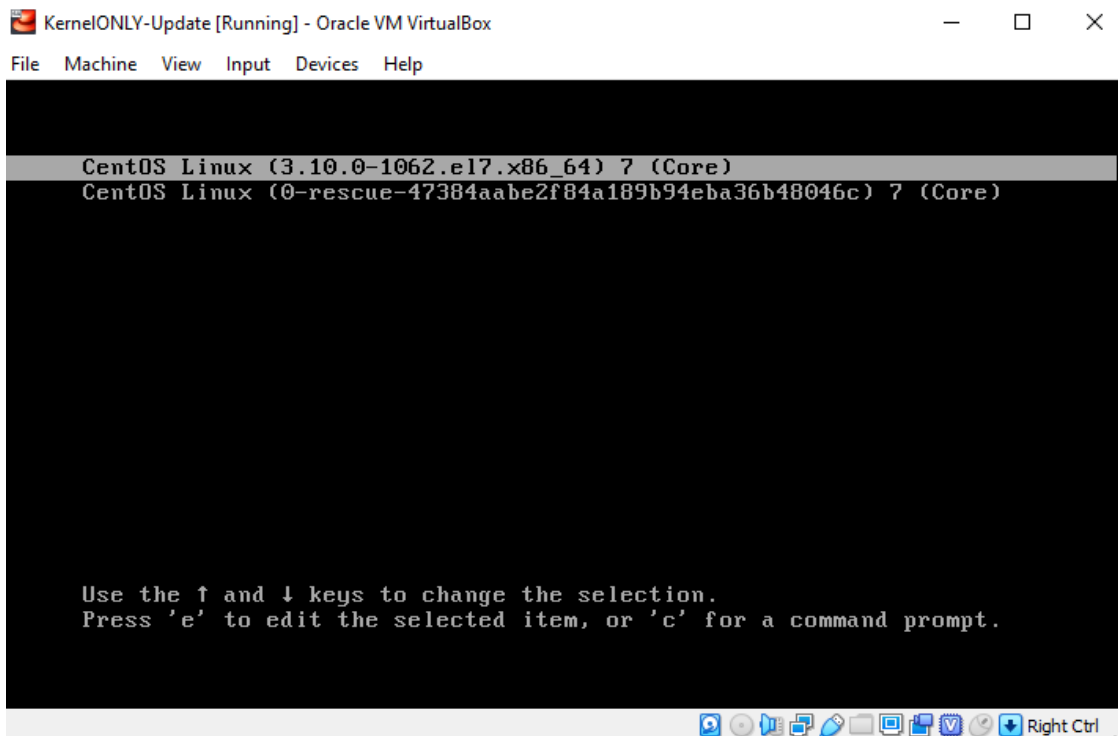 KernelONLY-Update [Running] - Oracle VM VirtualBox
File Machine View Input Devices Help
CentOS Linux (3.10.0-1062.el7.x86_64) 7 (Core)
CentOS Linux (0-rescue-47384aabe2f84a189b94eba36b48046c) 7 (Core)
Use the ↑ and ↓ keys to change the selection.
Press 'e' to edit the selected item, or 'c' for a command prompt.
Right Ctrl